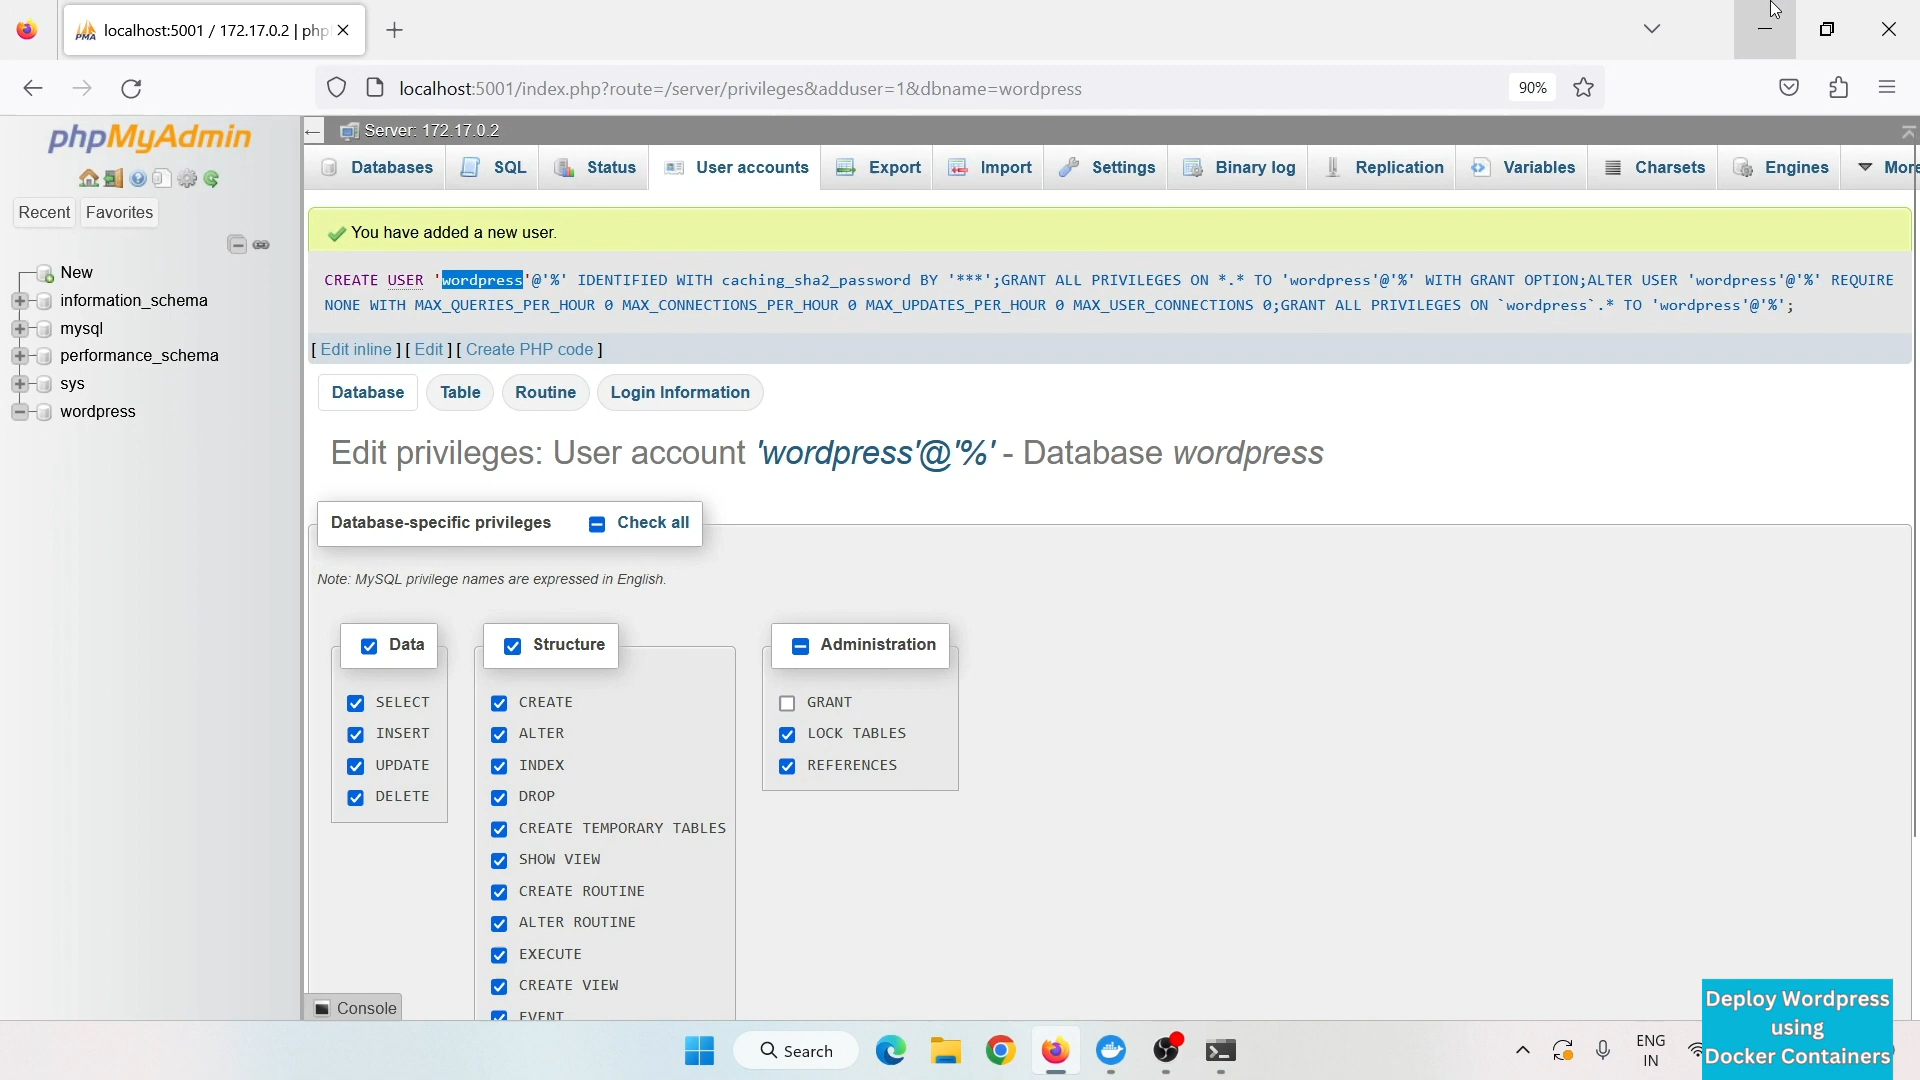 localhost:5001 / 172.17.0.2 | php
localhost:5001/index.php?route=/server/privileges&adduser=1&dbname=wordpress
90%
phpMyAdmin
Recent
Favorites
New
information_schema
mysql
performance_schema
sys
wordpress
Server: 172.17.0.2
Databases
SQL
Status
User accounts
Export
Import
Settings
Binary log
Replication
Variables
Charsets
Engines
More
You have added a new user.
CREATE USER 'wordpress'@'%' IDENTIFIED WITH caching_sha2_password BY '***';GRANT ALL PRIVILEGES ON *.* TO 'wordpress'@'%' WITH GRANT OPTION;ALTER USER 'wordpress'@'%' REQUIRE
NONE WITH MAX_QUERIES_PER_HOUR 0 MAX_CONNECTIONS_PER_HOUR 0 MAX_UPDATES_PER_HOUR 0 MAX_USER_CONNECTIONS 0;GRANT ALL PRIVILEGES ON `wordpress`.* TO 'wordpress'@'%';
[ Edit inline ] [ Edit ] [ Create PHP code ]
Database
Table
Routine
Login Information
Edit privileges: User account 'wordpress'@'%' - Database wordpress
Database-specific privileges
Check all
Note: MySQL privilege names are expressed in English.
Data
SELECT
INSERT
UPDATE
DELETE
Structure
CREATE
ALTER
INDEX
DROP
CREATE TEMPORARY TABLES
SHOW VIEW
CREATE ROUTINE
ALTER ROUTINE
EXECUTE
CREATE VIEW
EVENT
Administration
GRANT
LOCK TABLES
REFERENCES
Console
Search
ENG
IN
Deploy Wordpress
using
Docker Containers